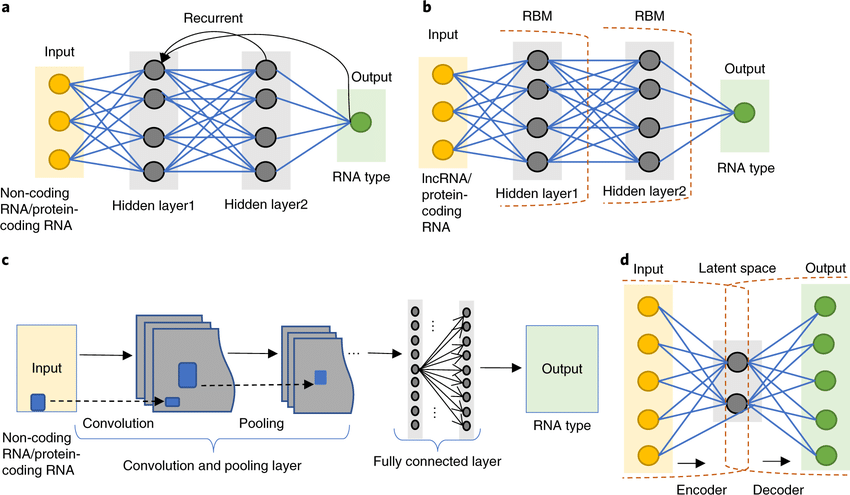 a
Recurrent
Input
Output
RNA type
Non-coding
RNA/protein-
coding RNA
Hidden layer1
Hidden layer2
b
RBM
RBM
Input
Output
RNA type
lncRNA/
protein-
coding
RNA
Hidden layer1
Hidden layer2
c
Input
...
...
...
Output
Convolution
Pooling
RNA type
Non-coding
RNA/protein-
coding RNA
Convolution and pooling layer
Fully connected layer
d
Input
Latent space
Output
Encoder
Decoder